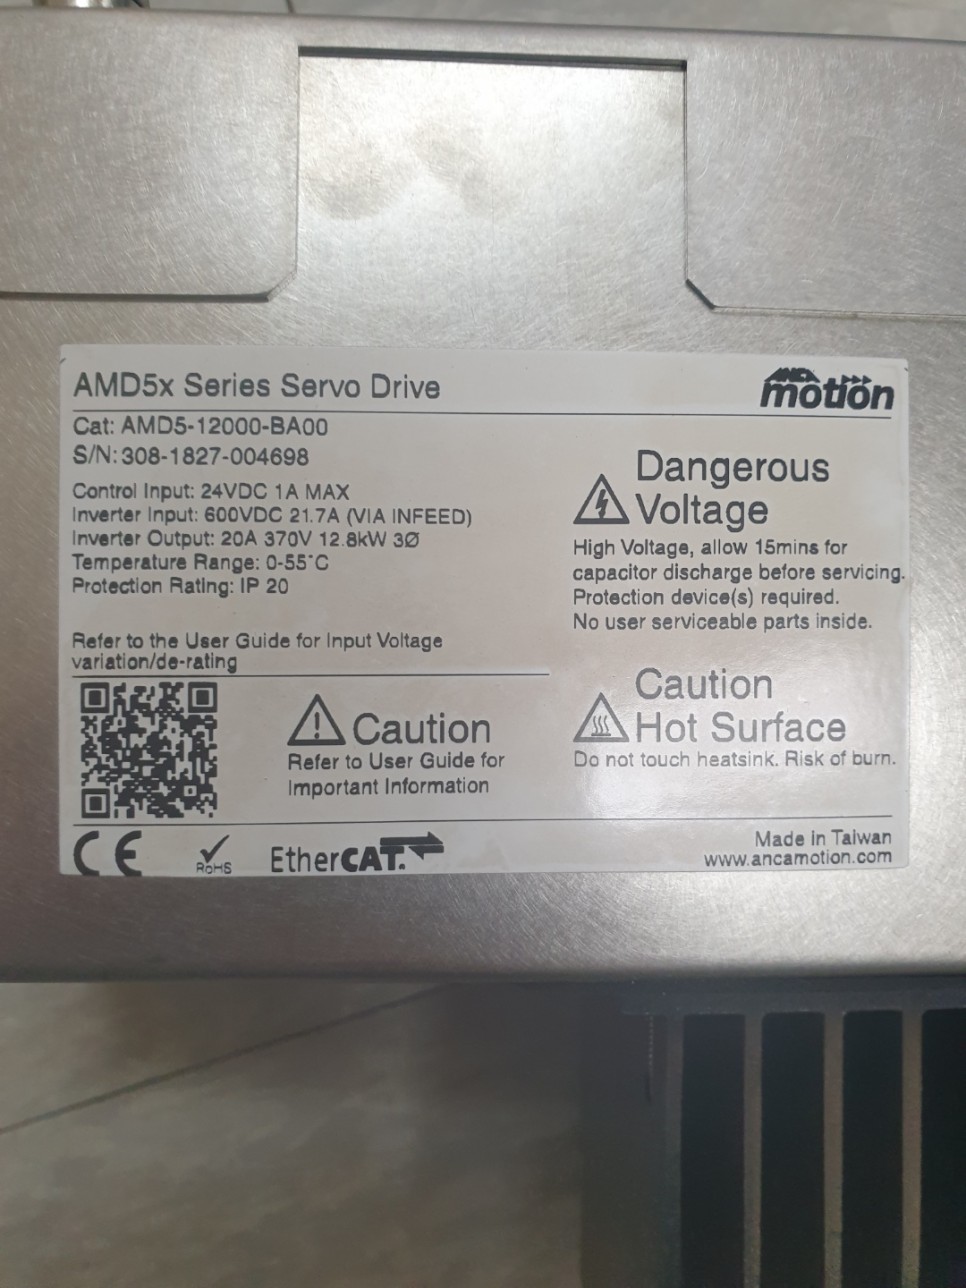 AMD5x Series Servo Drive
ANCA motion
Cat: AMD5-12000-BA00
S/N: 308-1827-004698
Control Input: 24VDC 1A MAX
Inverter Input: 600VDC 21.7A (VIA INFEED)
Inverter Output: 20A 370V 12.8kW 3Ø
Temperature Range: 0-55°C
Protection Rating: IP 20
Refer to the User Guide for Input Voltage
variation/de-rating
Dangerous
Voltage
High Voltage, allow 15mins for
capacitor discharge before servicing.
Protection device(s) required.
No user serviceable parts inside.
Caution
Refer to User Guide for
Important Information
Caution
Hot Surface
Do not touch heatsink. Risk of burn.
CE
RoHS
EtherCAT.
Made in Taiwan
www.ancamotion.com